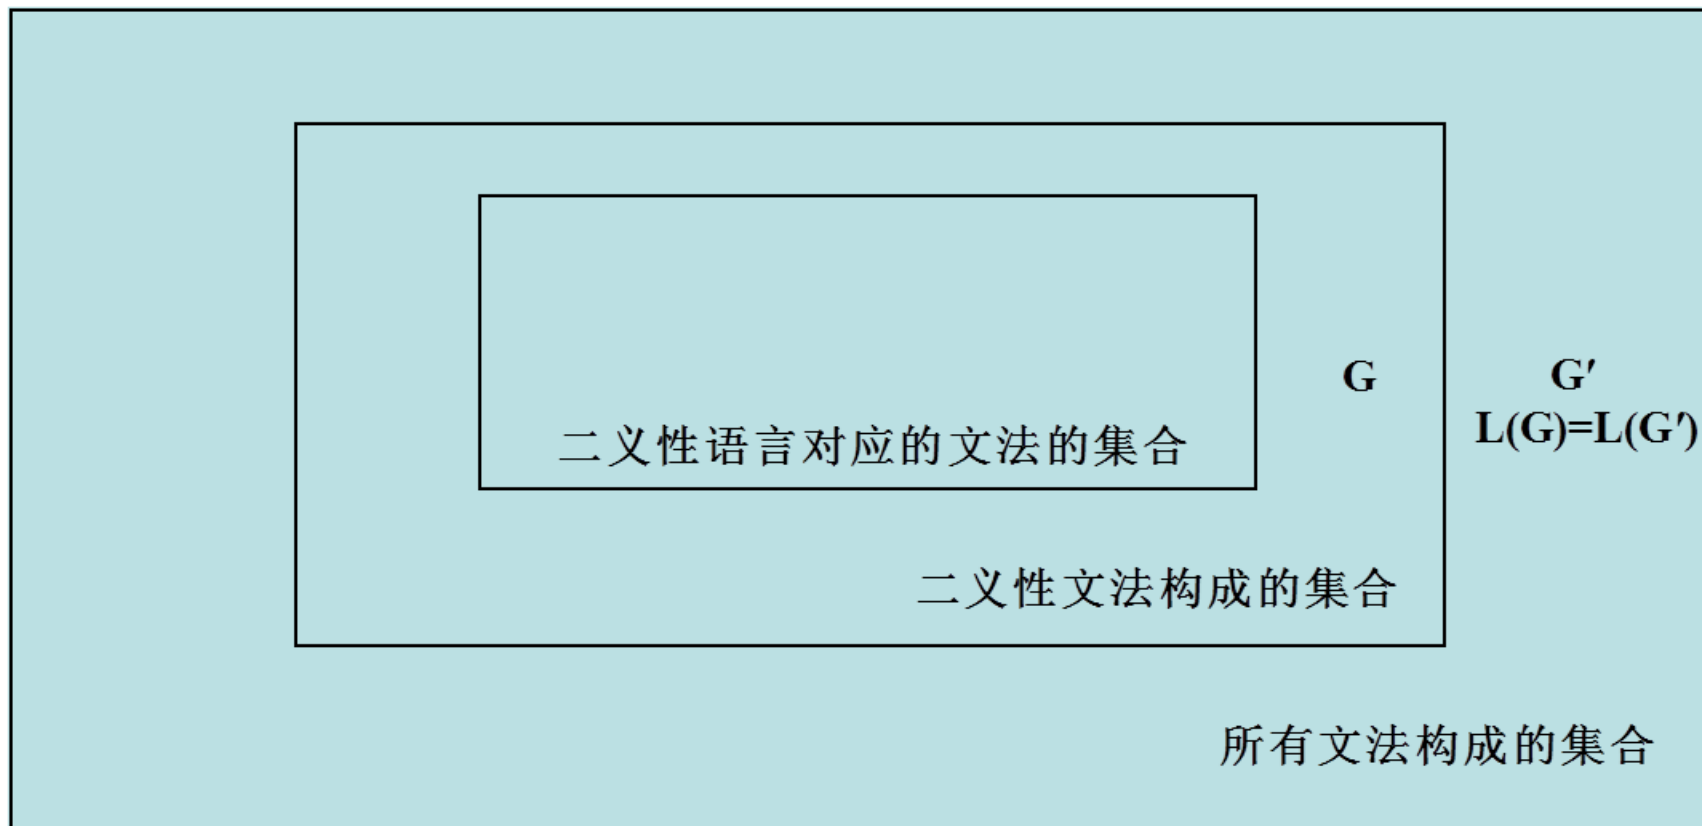 G
G′
L(G)=L(G′)
二义性语言对应的文法的集合
二义性文法构成的集合
所有文法构成的集合